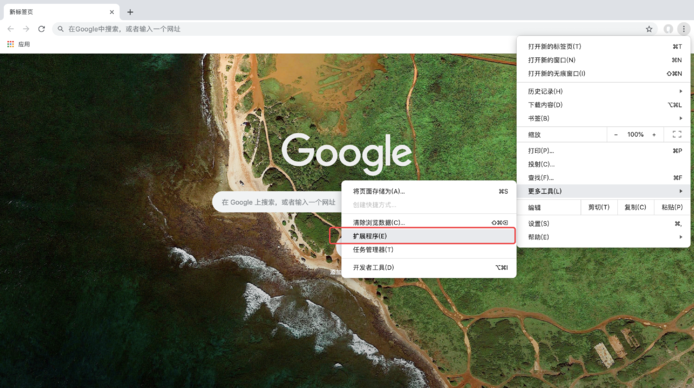 新标签页
在Google中搜索，或者输入一个网址
应用
Google
在 Google 上搜索，或者输入一个网址
打开新的标签页(T) ⌘T
打开新的窗口(N) ⌘N
打开新的无痕窗口(I) ⇧⌘N
历史记录(H)
下载内容(D) ⌥⌘L
书签(B)
缩放 - 100% +
打印(P)... ⌘P
投射(C)...
查找(F)... ⌘F
更多工具(L)
编辑 剪切(T) 复制(C) 粘贴(P)
设置(S) ⌘,
帮助(E)
将页面存储为(A)... ⌘S
创建快捷方式...
清除浏览数据(C)... ⇧⌘⌫
扩展程序(E)
任务管理器(T)
开发者工具(D) ⌥⌘I